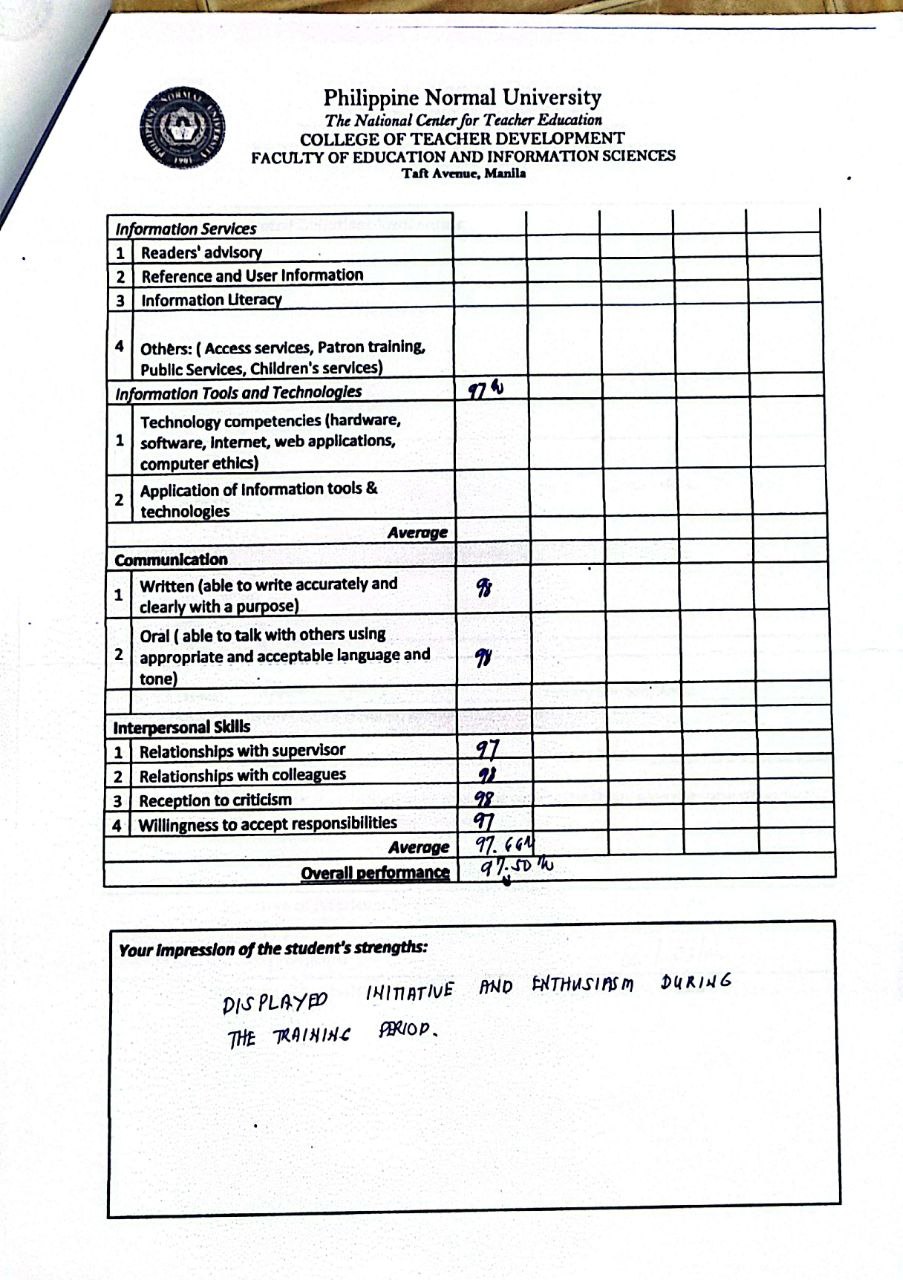 Philippine Normal University
The National Center for Teacher Education
COLLEGE OF TEACHER DEVELOPMENT
FACULTY OF EDUCATION AND INFORMATION SCIENCES
Taft Avenue, Manila
PHILIPPINE NORMAL UNIVERSITY
1901
Information Services
1 Readers' advisory
2 Reference and User Information
3 Information Literacy
4 Others: ( Access services, Patron training,
Public Services, Children's services)
Information Tools and Technologies 97%
Technology competencies (hardware,
1 software, Internet, web applications,
computer ethics)
2 Application of Information tools &
technologies
Average
Communication
1 Written (able to write accurately and 98
clearly with a purpose)
Oral ( able to talk with others using
2 appropriate and acceptable language and 98
tone)
Interpersonal Skills
1 Relationships with supervisor 97
2 Relationships with colleagues 98
3 Reception to criticism 98
4 Willingness to accept responsibilities 97
Average 97.66%
Overall performance 97.50%
Your impression of the student's strengths:
DISPLAYED INITIATIVE AND ENTHUSIASM DURING
THE TRAINING PERIOD.